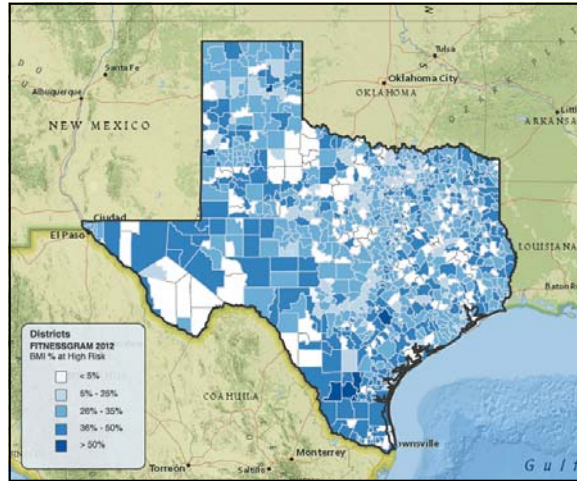 Tulsa
Santa Fe
Oklahoma City
Albuquerque
OKLAHOMA
NEW MEXICO
ARKANSAS
Ciudad
El Paso
LOUISIANA
Baton
Districts
FITNESSGRAM 2012
BMI % at High Risk
< 5%
5% - 25%
26% - 35%
36% - 50%
> 50%
COAHUILA
ownsville
Monterrey
Torreón
Saltillo
Gulf